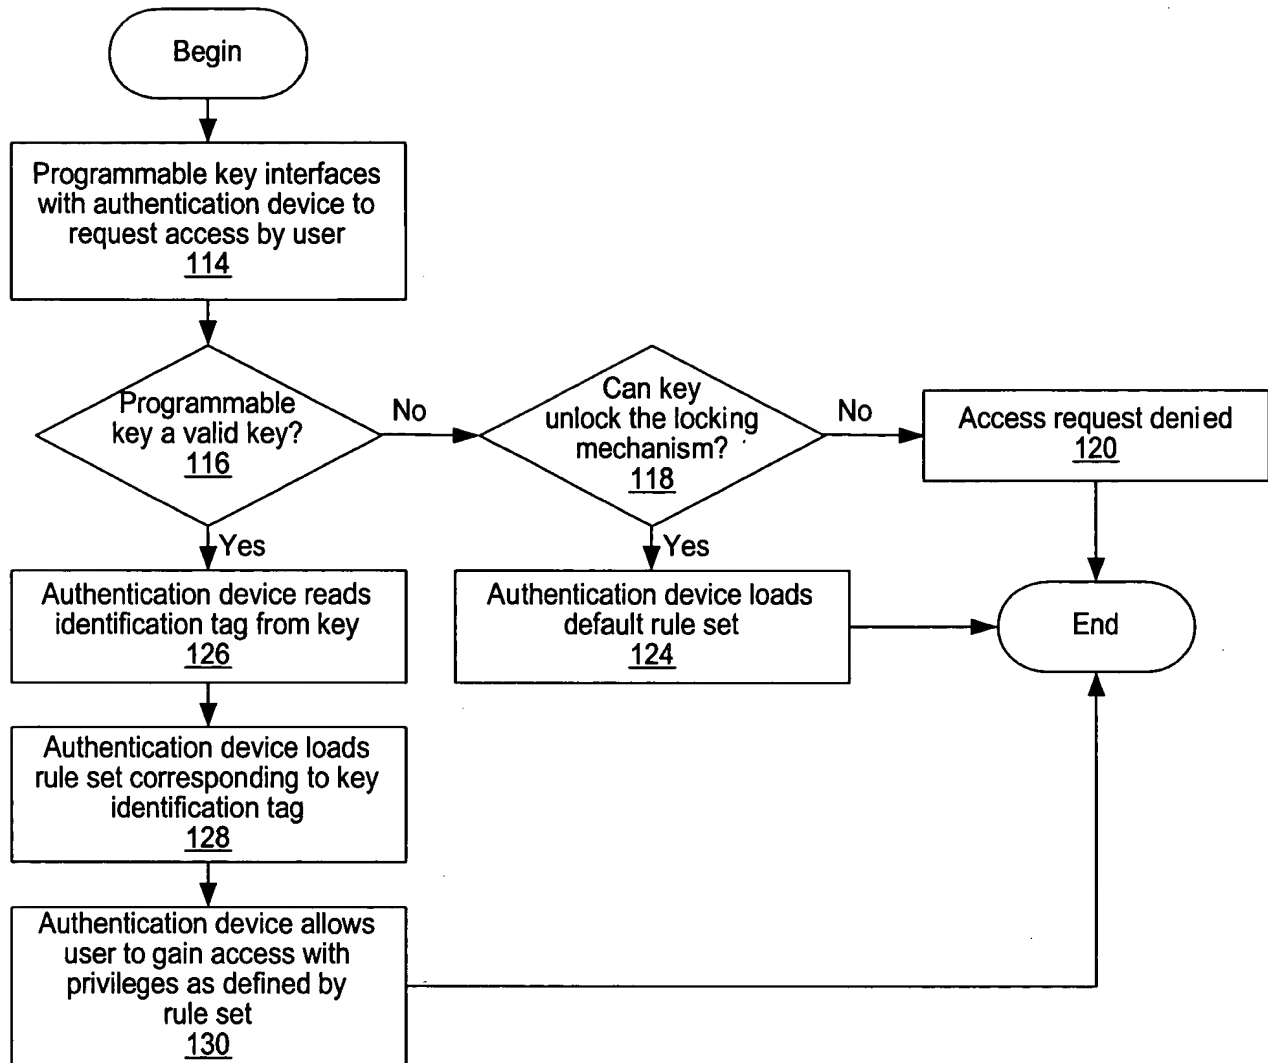 Begin
Programmable key interfaces
with authentication device to
request access by user
114
Programmable
key a valid key?
116
No
Can key
unlock the locking
mechanism?
118
No
Access request denied
120
Yes
Yes
Authentication device reads
identification tag from key
126
Authentication device loads
default rule set
124
End
Authentication device loads
rule set corresponding to key
identification tag
128
Authentication device allows
user to gain access with
privileges as defined by
rule set
130